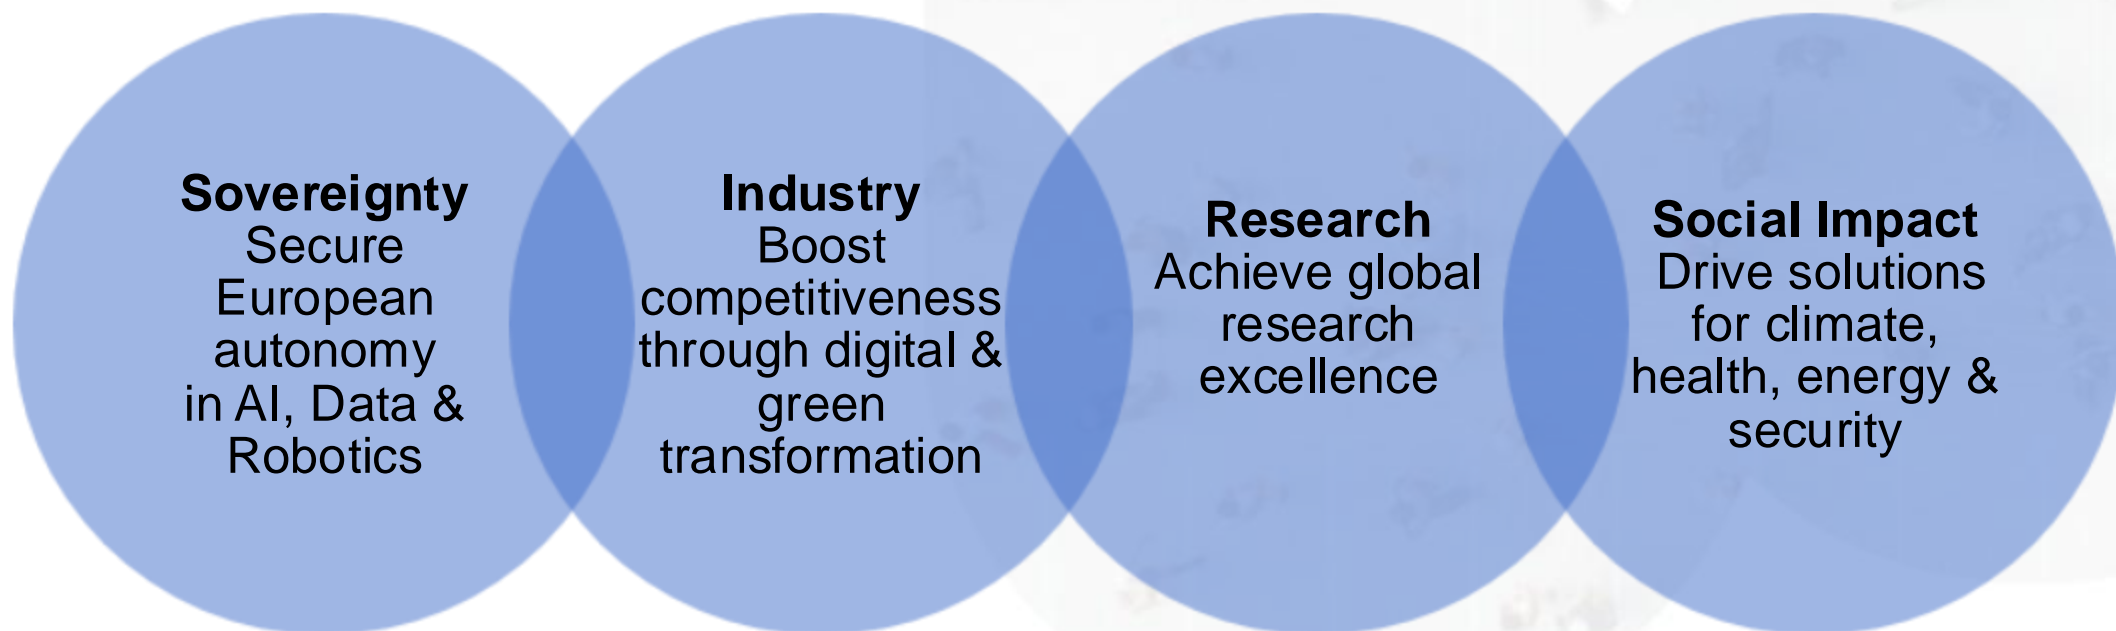 Sovereignty
Secure
European
autonomy
in AI, Data &
Robotics
Industry
Boost
competitiveness
through digital &
green
transformation
Research
Achieve global
research
excellence
Social Impact
Drive solutions
for climate,
health, energy &
security